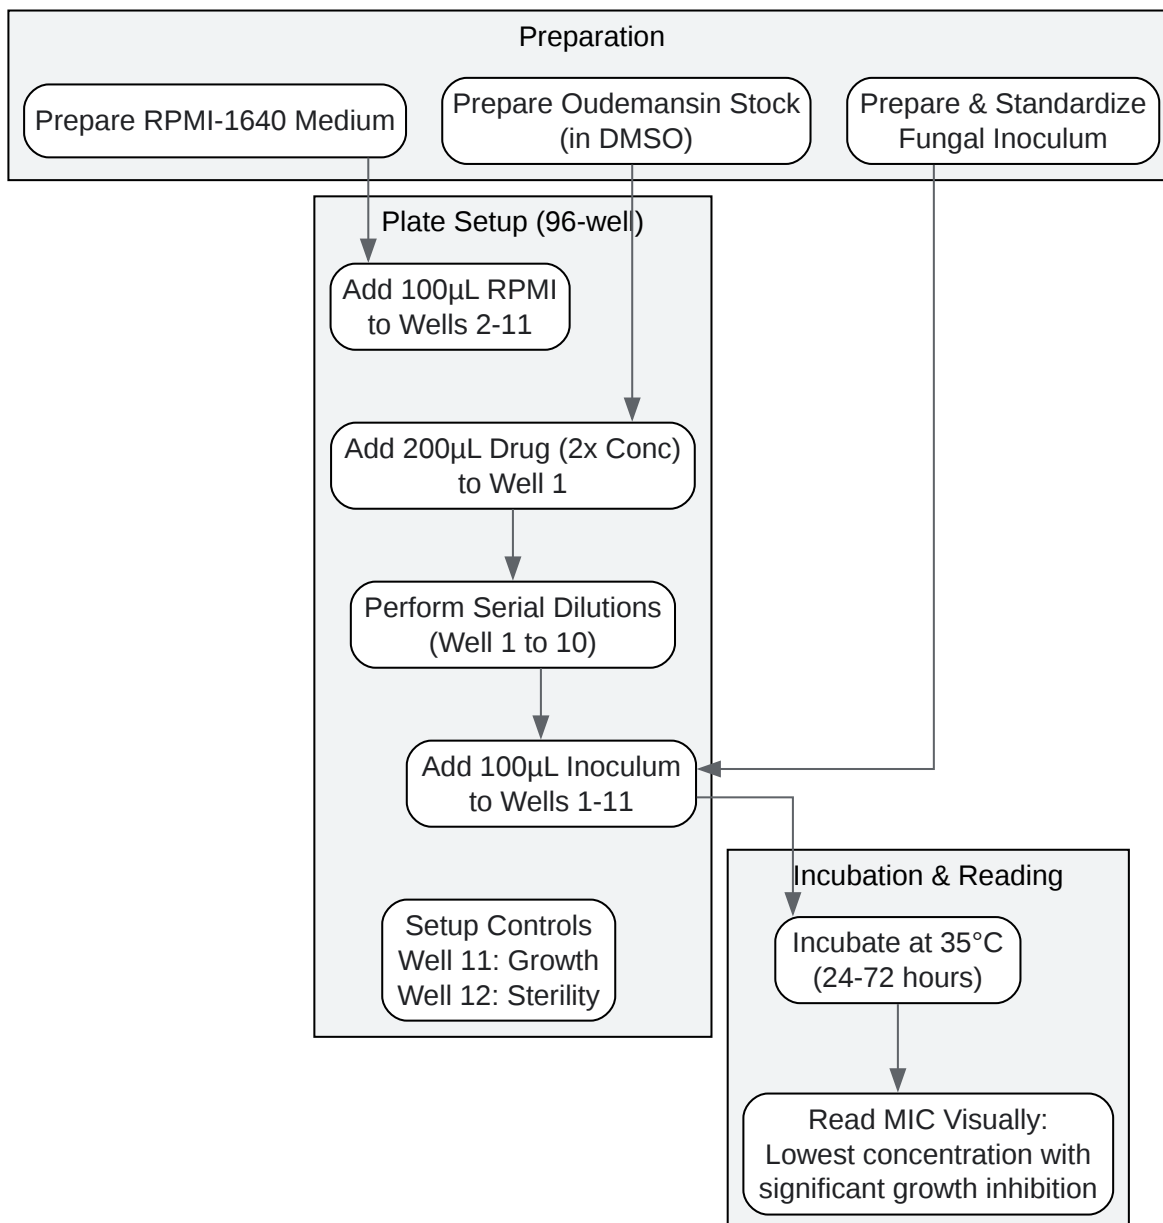 Preparation
Prepare RPMI-1640 Medium
Prepare Oudemansin Stock
(in DMSO)
Prepare & Standardize
Fungal Inoculum
Plate Setup (96-well)
Add 100µL RPMI
to Wells 2-11
Add 200µL Drug (2x Conc)
to Well 1
Perform Serial Dilutions
(Well 1 to 10)
Add 100µL Inoculum
to Wells 1-11
Setup Controls
Well 11: Growth
Well 12: Sterility
Incubation & Reading
Incubate at 35°C
(24-72 hours)
Read MIC Visually:
Lowest concentration with
significant growth inhibition